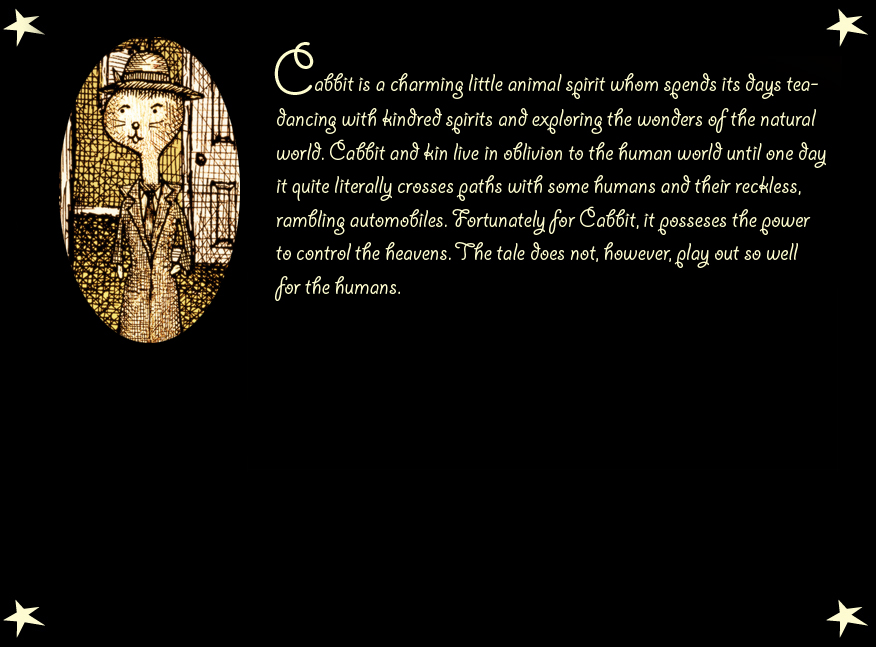 Cabbit is a charming little animal spirit whom spends its days tea-
dancing with kindred spirits and exploring the wonders of the natural
world. Cabbit and kin live in oblivion to the human world until one day
it quite literally crosses paths with some humans and their reckless,
rambling automobiles. Fortunately for Cabbit, it posseses the power
to control the heavens. The tale does not, however, play out so well
for the humans.